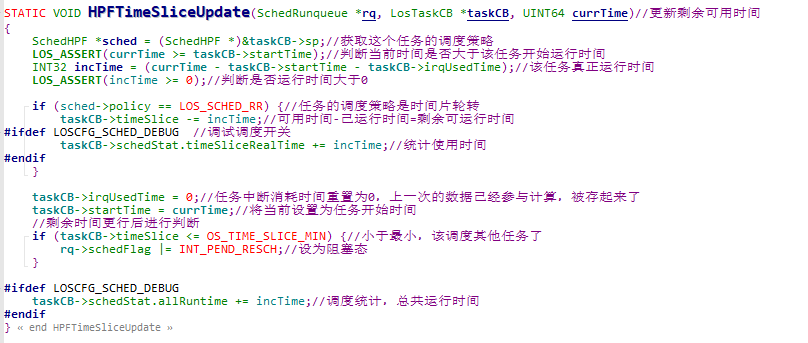 STATIC VOID HPFTimeSliceUpdate(SchedRunqueue *rq, LosTaskCB *taskCB, UINT64 currTime)//更新剩余可用时间
{
    SchedHPF *sched = (SchedHPF *)&taskCB->sp;//获取这个任务的调度策略
    LOS_ASSERT(currTime >= taskCB->startTime);//判断当前时间是否大于该任务开始运行时间
    INT32 incTime = (currTime - taskCB->startTime - taskCB->irqUsedTime);//该任务真正运行时间
    LOS_ASSERT(incTime >= 0);//判断是否运行时间大于0
    if (sched->policy == LOS_SCHED_RR) {//任务的调度策略是时间片轮转
        taskCB->timeSlice -= incTime;//可用时间-已运行时间=剩余可运行时间
#ifdef LOSCFG_SCHED_DEBUG  //调试调度开关
        taskCB->schedStat.timeSliceRealTime += incTime;//统计使用时间
#endif
    }
    taskCB->irqUsedTime = 0;//任务中断消耗时间重置为0，上一次的数据已经参与计算，被存起来了
    taskCB->startTime = currTime;//将当前设置为任务开始时间
    //剩余时间更行后进行判断
    if (taskCB->timeSlice <= OS_TIME_SLICE_MIN) {//小于最小，该调度其他任务了
        rq->schedFlag |= INT_PEND_RESCH;//设为阻塞态
    }
#ifdef LOSCFG_SCHED_DEBUG
    taskCB->schedStat.allRuntime += incTime;//调度统计，总共运行时间
#endif
} « end HPFTimeSliceUpdate »